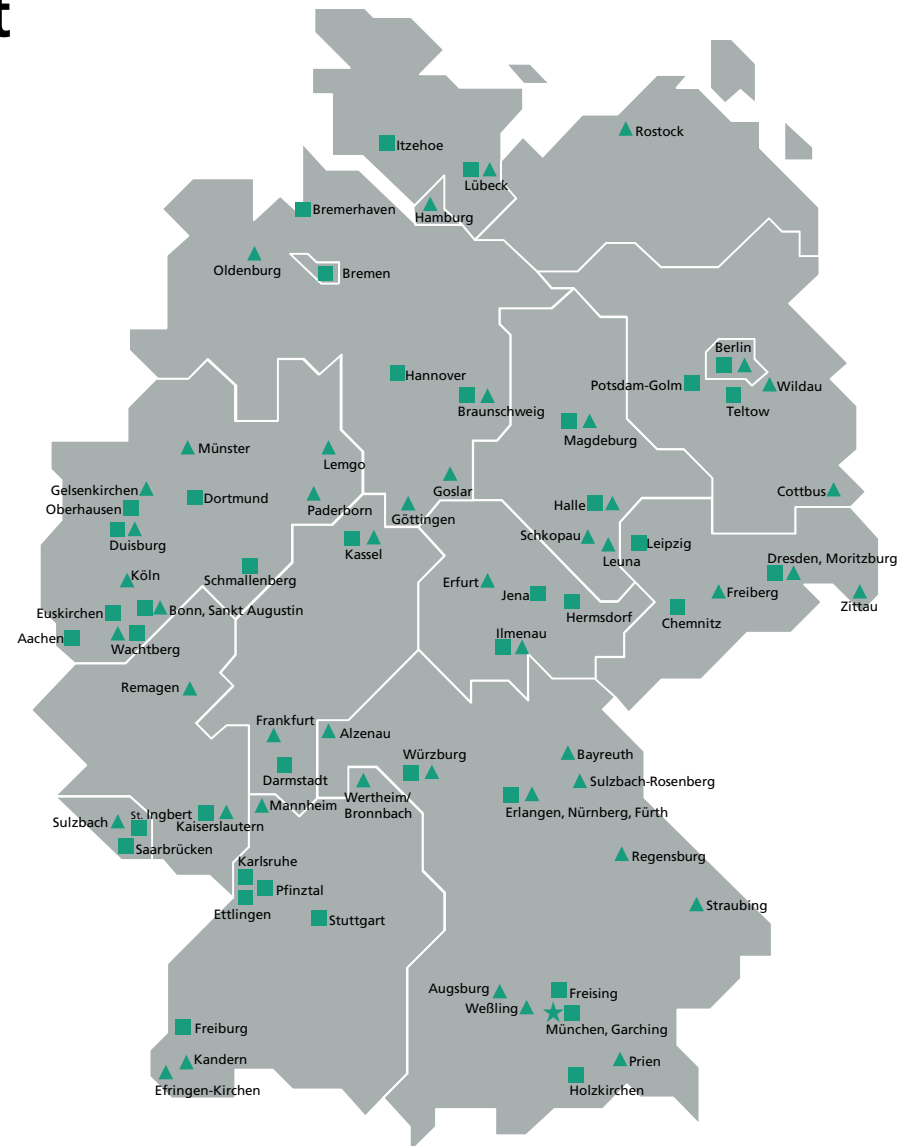 t
Rostock
Itzehoe
Lübeck
Bremerhaven
Hamburg
Oldenburg
Bremen
Berlin
Hannover
Potsdam-Golm
Wildau
Braunschweig
Teltow
Magdeburg
Münster
Lemgo
Gelsenkirchen
Goslar
Cottbus
Oberhausen
Dortmund
Paderborn
Halle
Göttingen
Duisburg
Kassel
Schkopau
Leuna
Leipzig
Dresden, Moritzburg
Köln
Schmallenberg
Erfurt
Jena
Freiberg
Zittau
Euskirchen
Bonn, Sankt Augustin
Hermsdorf
Chemnitz
Aachen
Wachtberg
Ilmenau
Remagen
Frankfurt
Alzenau
Würzburg
Bayreuth
Darmstadt
Sulzbach-Rosenberg
Wertheim/
Bronnbach
Mannheim
Erlangen, Nürnberg, Fürth
St. Ingbert
Sulzbach
Kaiserslautern
Saarbrücken
Regensburg
Karlsruhe
Pfinztal
Ettlingen
Straubing
Stuttgart
Augsburg
Freising
Weßling
München, Garching
Freiburg
Kandern
Prien
Efringen-Kirchen
Holzkirchen